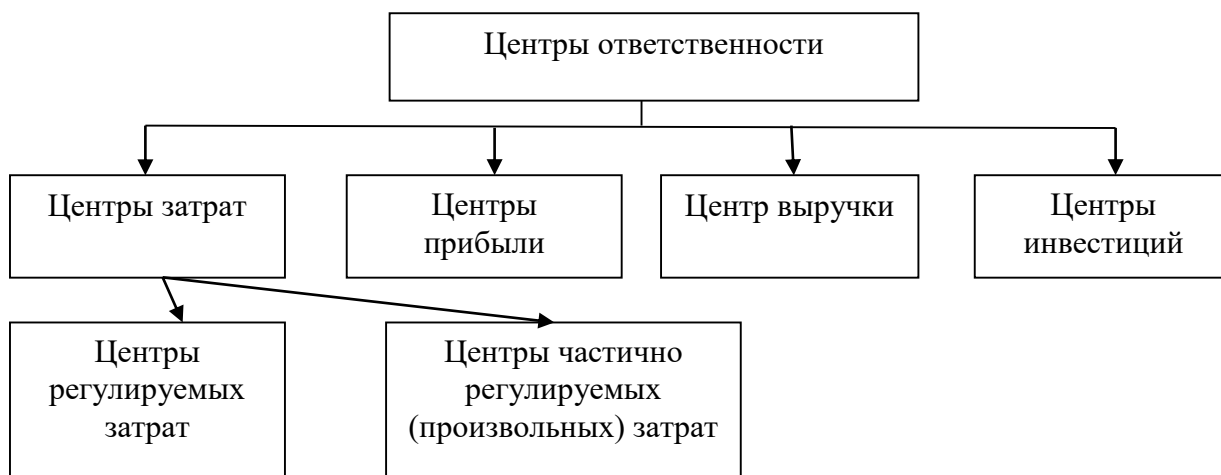 Центры ответственности
Центры затрат
Центры
прибыли
Центр выручки
Центры
инвестиций
Центры
регулируемых
затрат
Центры частично
регулируемых
(произвольных) затрат